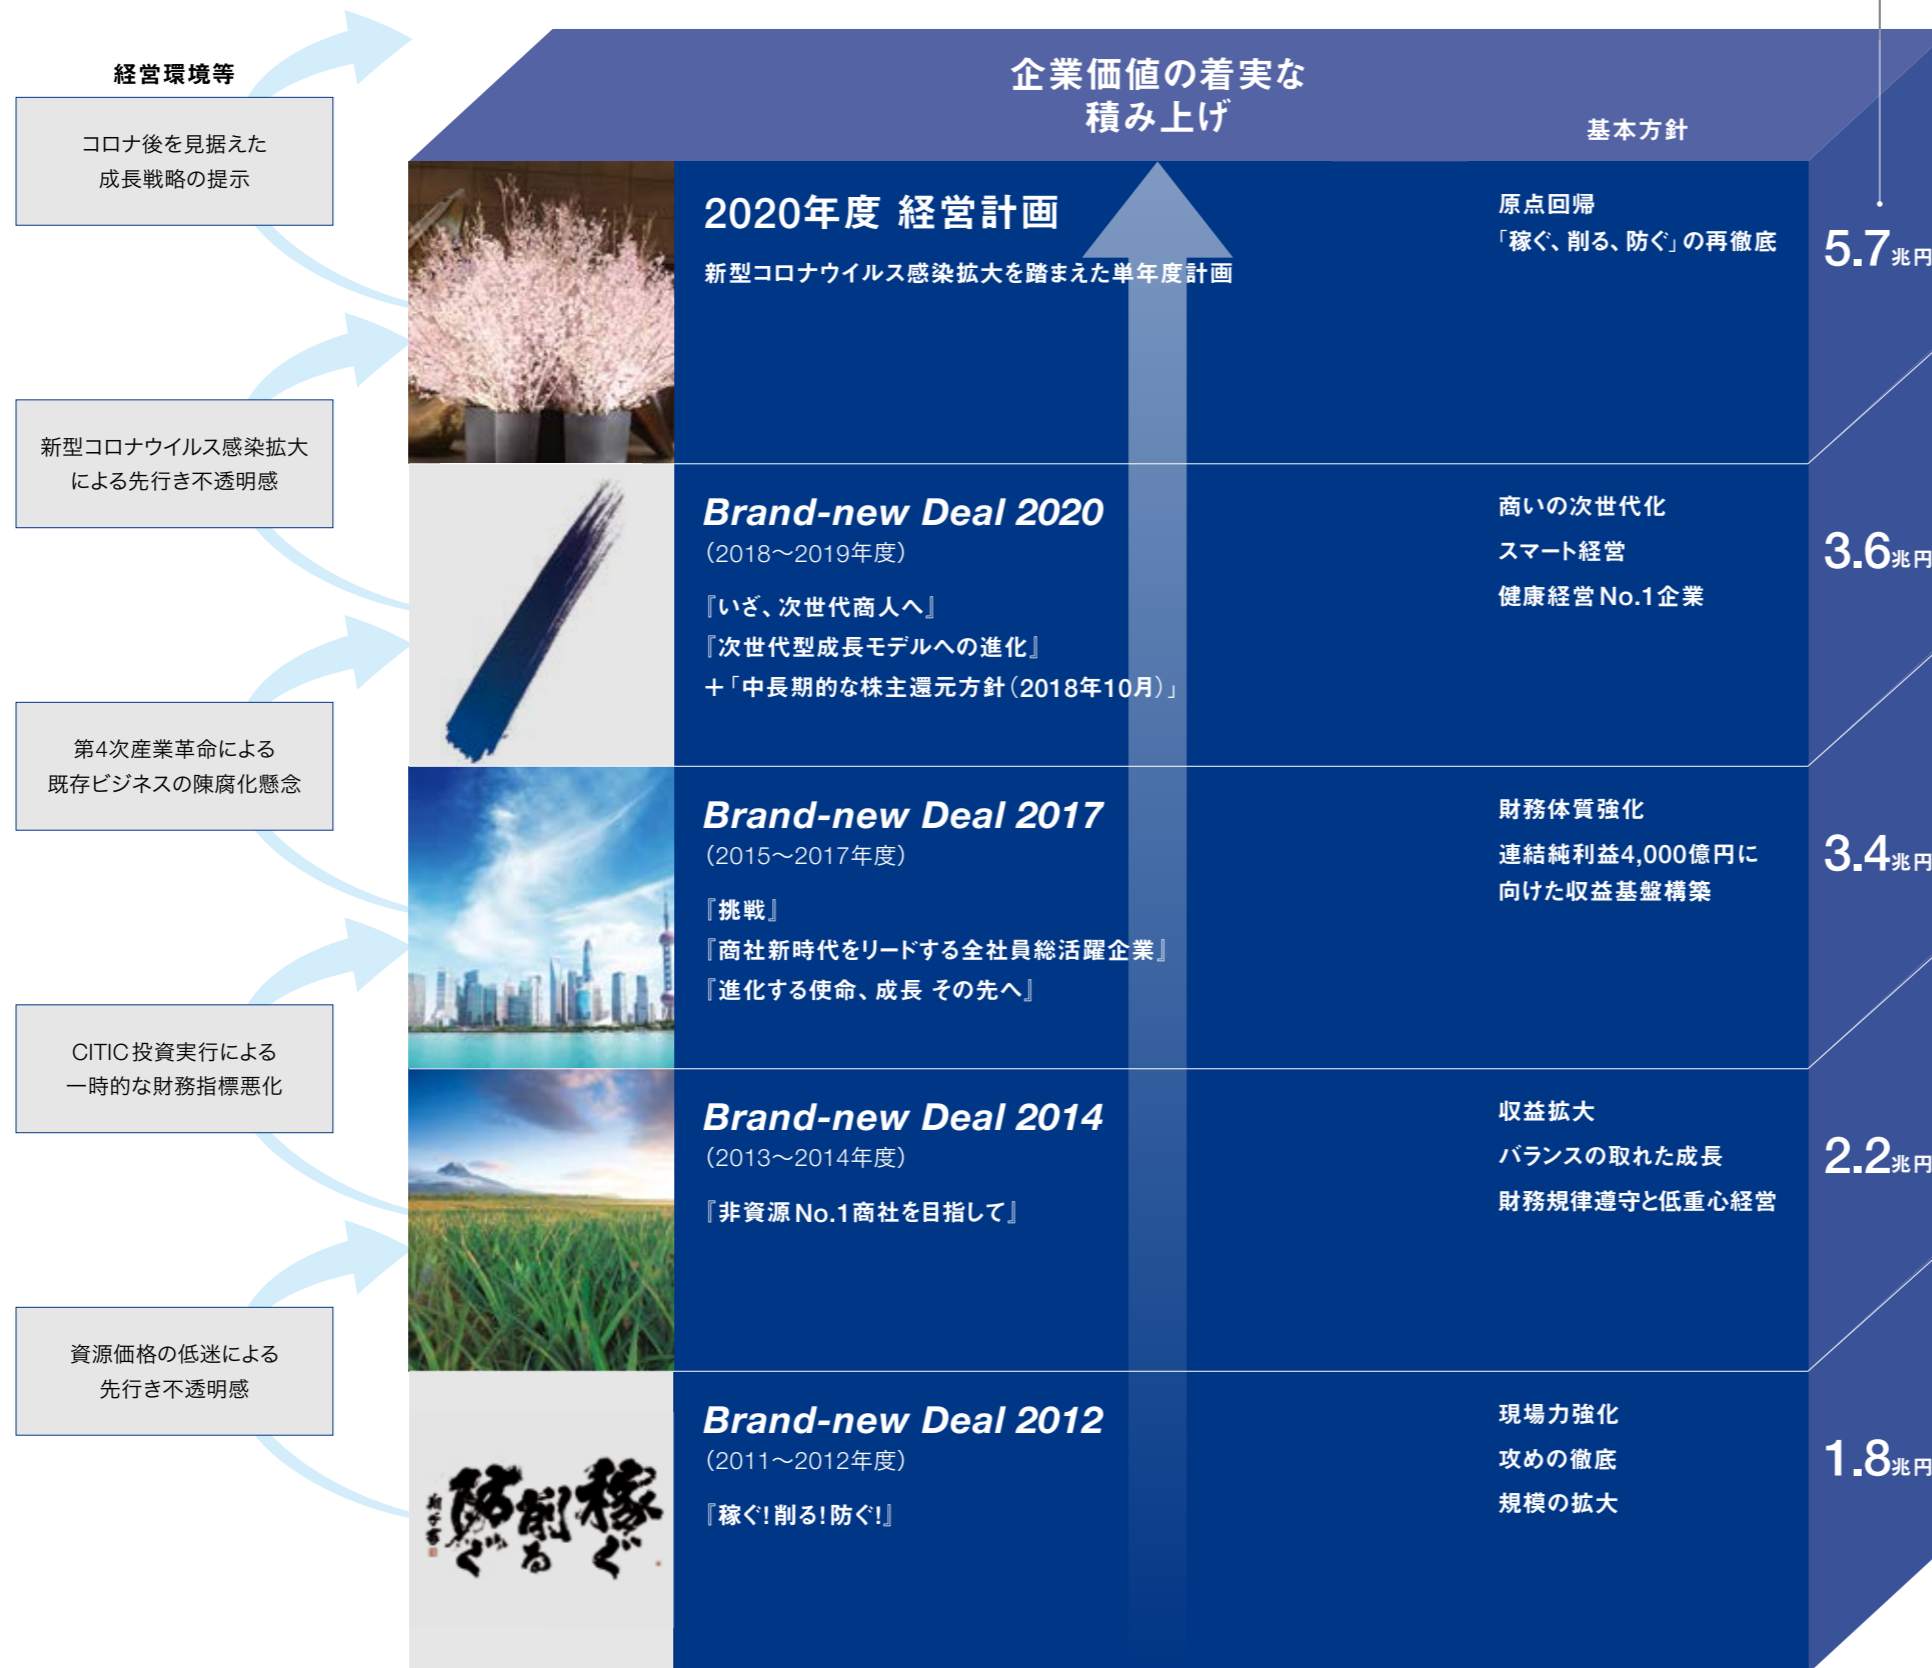 経営環境等
コロナ後を見据えた
成長戦略の提示
新型コロナウイルス感染拡大
による先行き不透明感
第4次産業革命による
既存ビジネスの陳腐化懸念
CITIC投資実行による
一時的な財務指標悪化
資源価格の低迷による
先行き不透明感
企業価値の着実な
積み上げ
基本方針
2020年度 経営計画
新型コロナウイルス感染拡大を踏まえた単年度計画
原点回帰
「稼ぐ、削る、防ぐ」の再徹底
5.7兆円
Brand-new Deal 2020
(2018〜2019年度)
『いざ、次世代商人へ』
『次世代型成長モデルへの進化』
＋「中長期的な株主還元方針(2018年10月)」
商いの次世代化
スマート経営
健康経営No.1企業
3.6兆円
Brand-new Deal 2017
(2015〜2017年度)
『挑戦』
『商社新時代をリードする全社員総活躍企業』
『進化する使命、成長 その先へ』
財務体質強化
連結純利益4,000億円に
向けた収益基盤構築
3.4兆円
Brand-new Deal 2014
(2013〜2014年度)
『非資源No.1商社を目指して』
収益拡大
バランスの取れた成長
財務規律遵守と低重心経営
2.2兆円
稼ぐ
削る
防ぐ
Brand-new Deal 2012
(2011〜2012年度)
『稼ぐ!削る!防ぐ!』
現場力強化
攻めの徹底
規模の拡大
1.8兆円